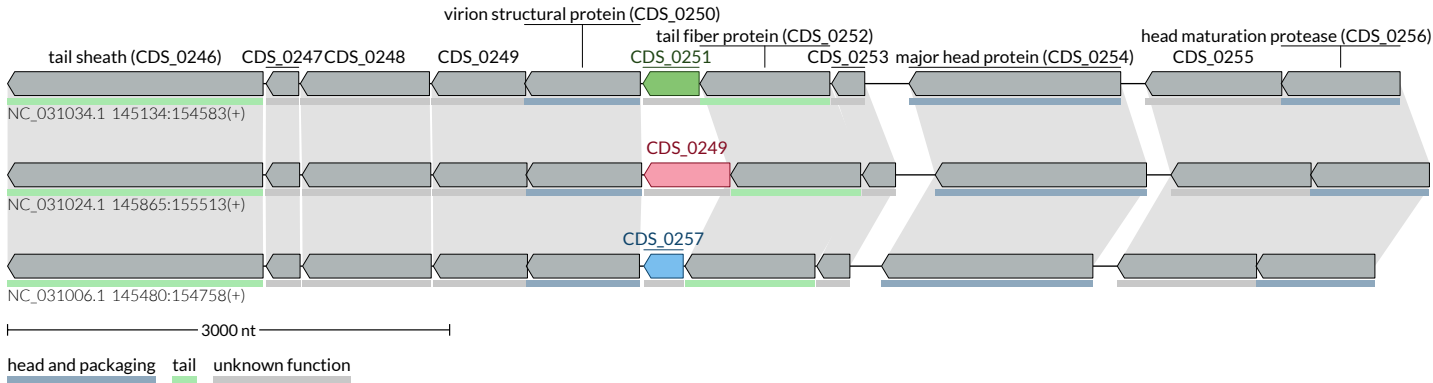 virion structural protein (CDS_0250)
tail fiber protein (CDS_0252)
head maturation protease (CDS_0256)
tail sheath (CDS_0246) CDS_0247 CDS_0248 CDS_0249 CDS_0251 CDS_0253 major head protein (CDS_0254) CDS_0255
NC_031034.1 145134:154583(+)
CDS_0249
NC_031024.1 145865:155513(+)
CDS_0257
NC_031006.1 145480:154758(+)
3000 nt
head and packaging tail unknown function